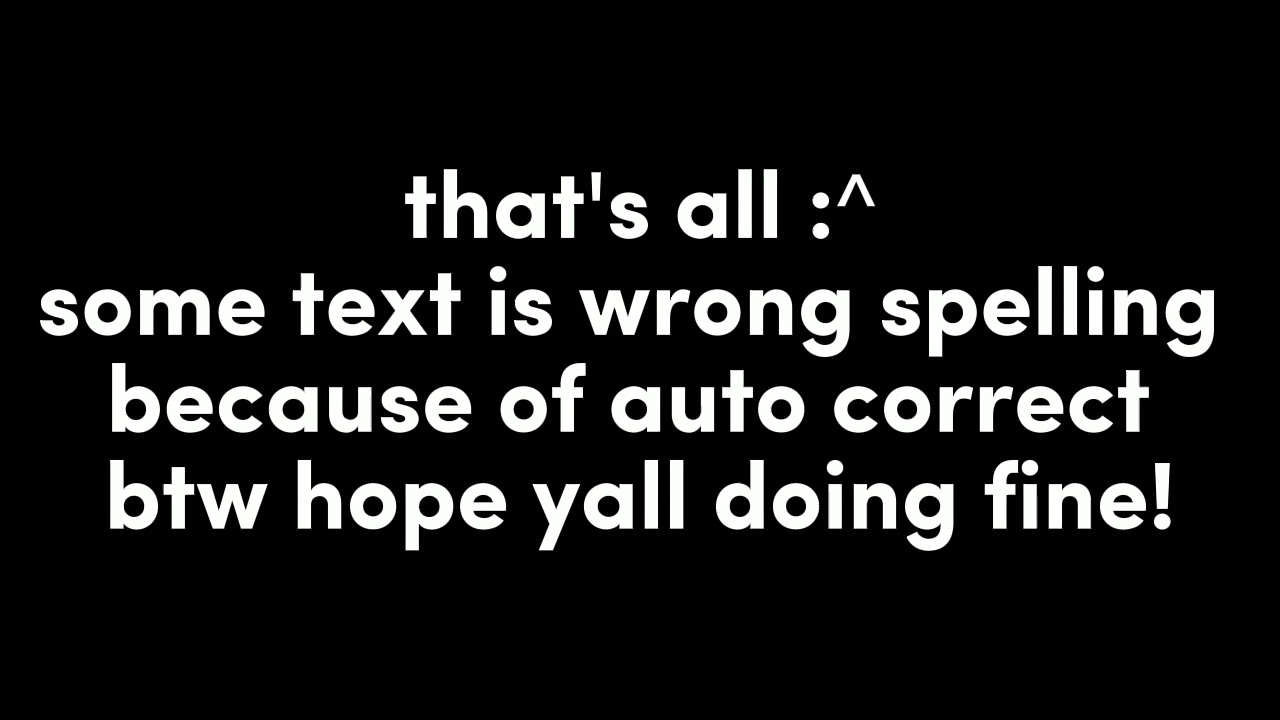 that's all :^
some text is wrong spelling
because of auto correct
btw hope yall doing fine!